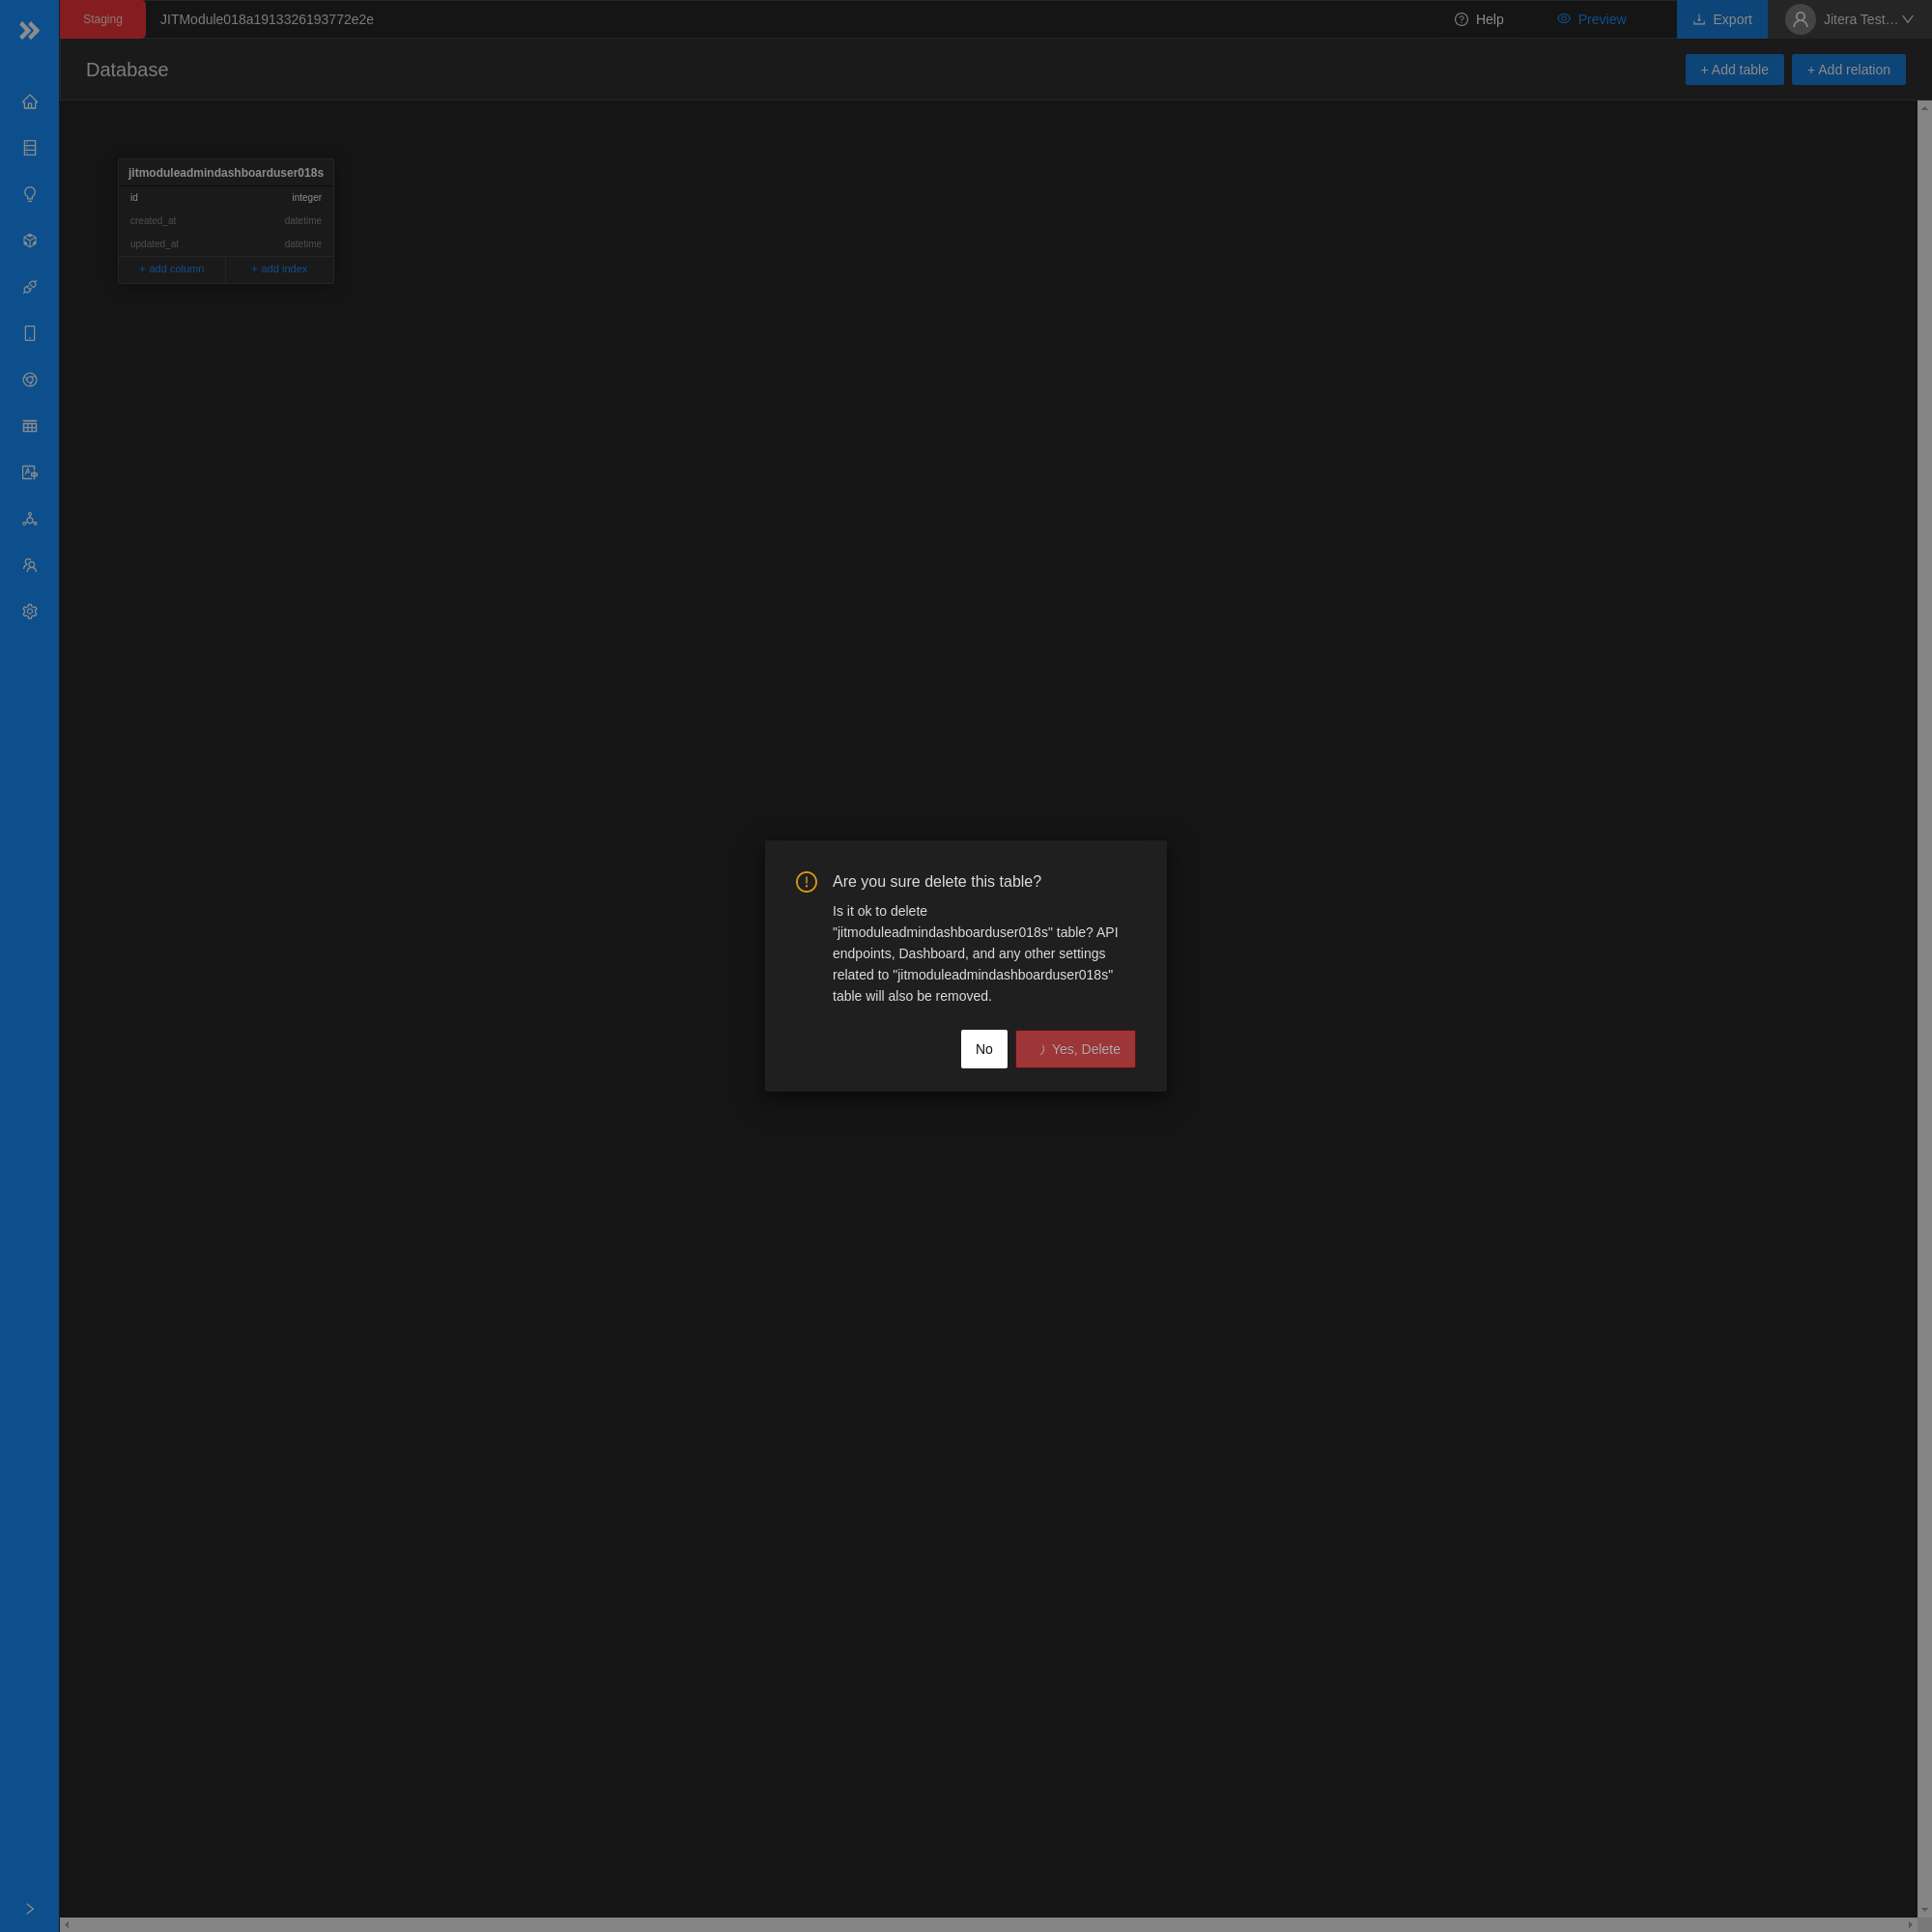 Staging
JITModule018a1913326193772e2e
Help
Preview
Export
Jitera Test...
Database
+ Add table
+ Add relation
jitmoduleadmindashboarduser018s
id integer
created_at datetime
updated_at datetime
+ add column
+ add index
Are you sure delete this table?
Is it ok to delete
"jitmoduleadmindashboarduser018s" table? API
endpoints, Dashboard, and any other settings
related to "jitmoduleadmindashboarduser018s"
table will also be removed.
No
Yes, Delete